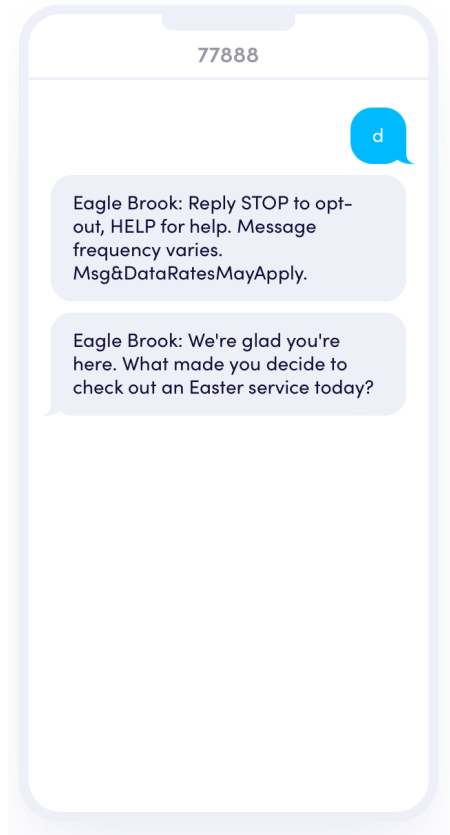 77888
d
Eagle Brook: Reply STOP to opt-
out, HELP for help. Message
frequency varies.
Msg&DataRatesMayApply.
Eagle Brook: We're glad you're
here. What made you decide to
check out an Easter service today?